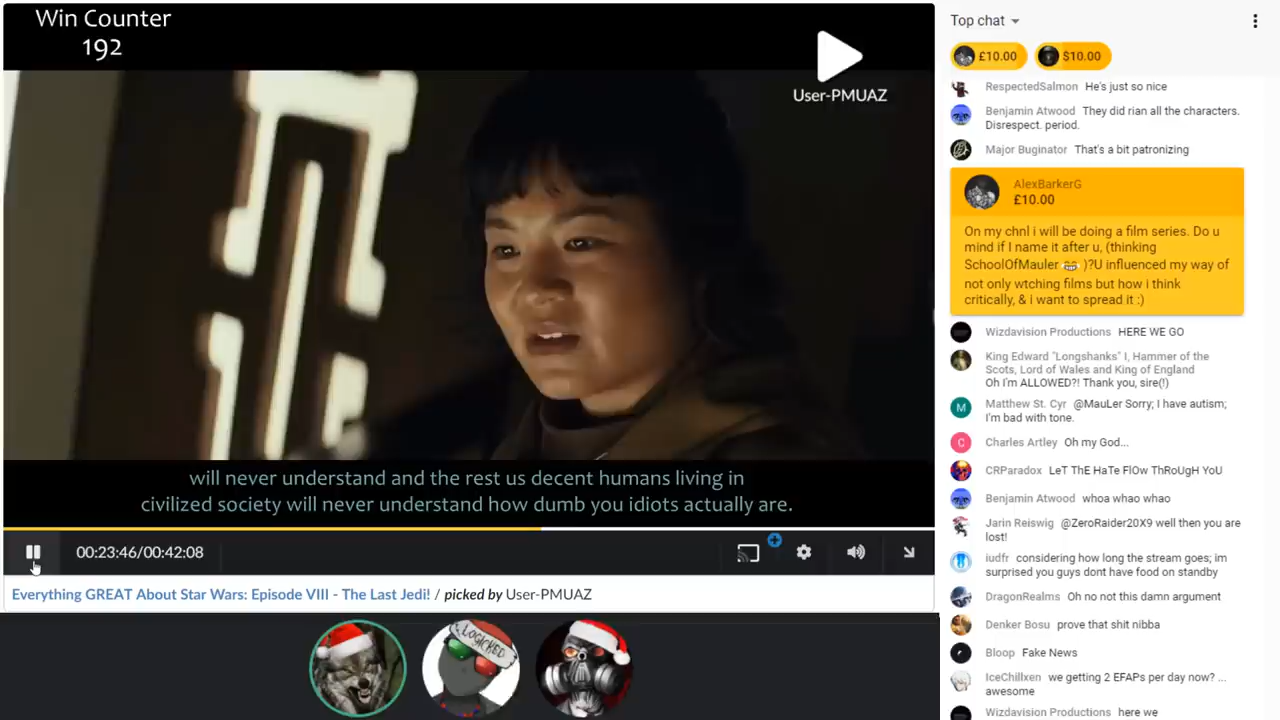 Win Counter
192
User-PMUAZ
will never understand and the rest us decent humans living in
civilized society will never understand how dumb you idiots actually are.
00:23:46/00:42:08
Everything GREAT About Star Wars: Episode VIII - The Last Jedi! / picked by User-PMUAZ
LOGICKED
Top chat
£10.00
$10.00
RespectedSalmon He's just so nice
Benjamin Atwood They did rian all the characters.
Disrespect. period.
Major Buginator That's a bit patronizing
AlexBarkerG
£10.00
On my chnl i will be doing a film series. Do u
mind if I name it after u, (thinking
SchoolOfMauler 😁 )?U influenced my way of
not only wtching films but how i think
critically, & i want to spread it :)
Wizdavision Productions HERE WE GO
King Edward "Longshanks" I, Hammer of the
Scots, Lord of Wales and King of England
Oh I'm ALLOWED?! Thank you, sire(!)
M
Matthew St. Cyr @MauLer Sorry; I have autism;
I'm bad with tone.
C
Charles Artley Oh my God...
CRParadox LeT ThE HaTe FlOw ThRoUgH YoU
Benjamin Atwood whoa whao whao
Jarin Reiswig @ZeroRaider20X9 well then you are
lost!
iudfr considering how long the stream goes; im
surprised you guys dont have food on standby
DragonRealms Oh no not this damn argument
Denker Bosu prove that shit nibba
Bloop Fake News
IceChillxen we getting 2 EFAPs per day now? ...
awesome
Wizdavision Productions here we